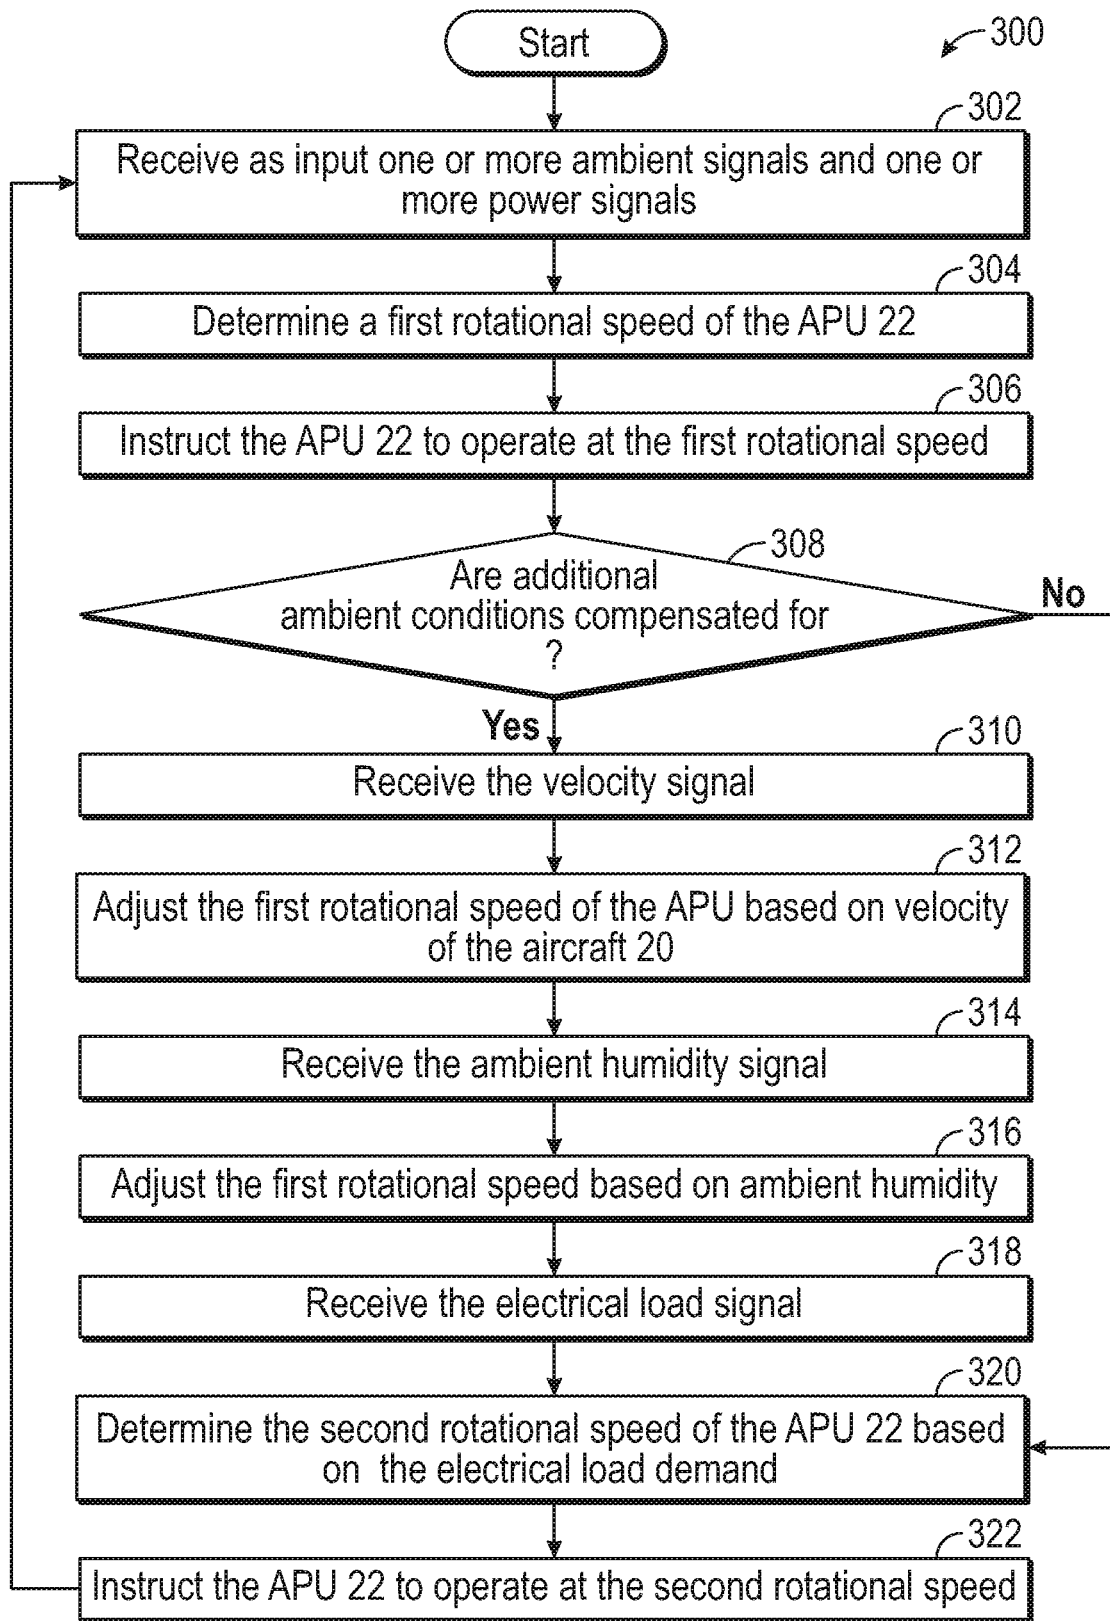 Start
300
302
Receive as input one or more ambient signals and one or
more power signals
304
Determine a first rotational speed of the APU 22
306
Instruct the APU 22 to operate at the first rotational speed
308
Are additional
ambient conditions compensated for
?
No
Yes
310
Receive the velocity signal
312
Adjust the first rotational speed of the APU based on velocity
of the aircraft 20
314
Receive the ambient humidity signal
316
Adjust the first rotational speed based on ambient humidity
318
Receive the electrical load signal
320
Determine the second rotational speed of the APU 22 based
on the electrical load demand
322
Instruct the APU 22 to operate at the second rotational speed